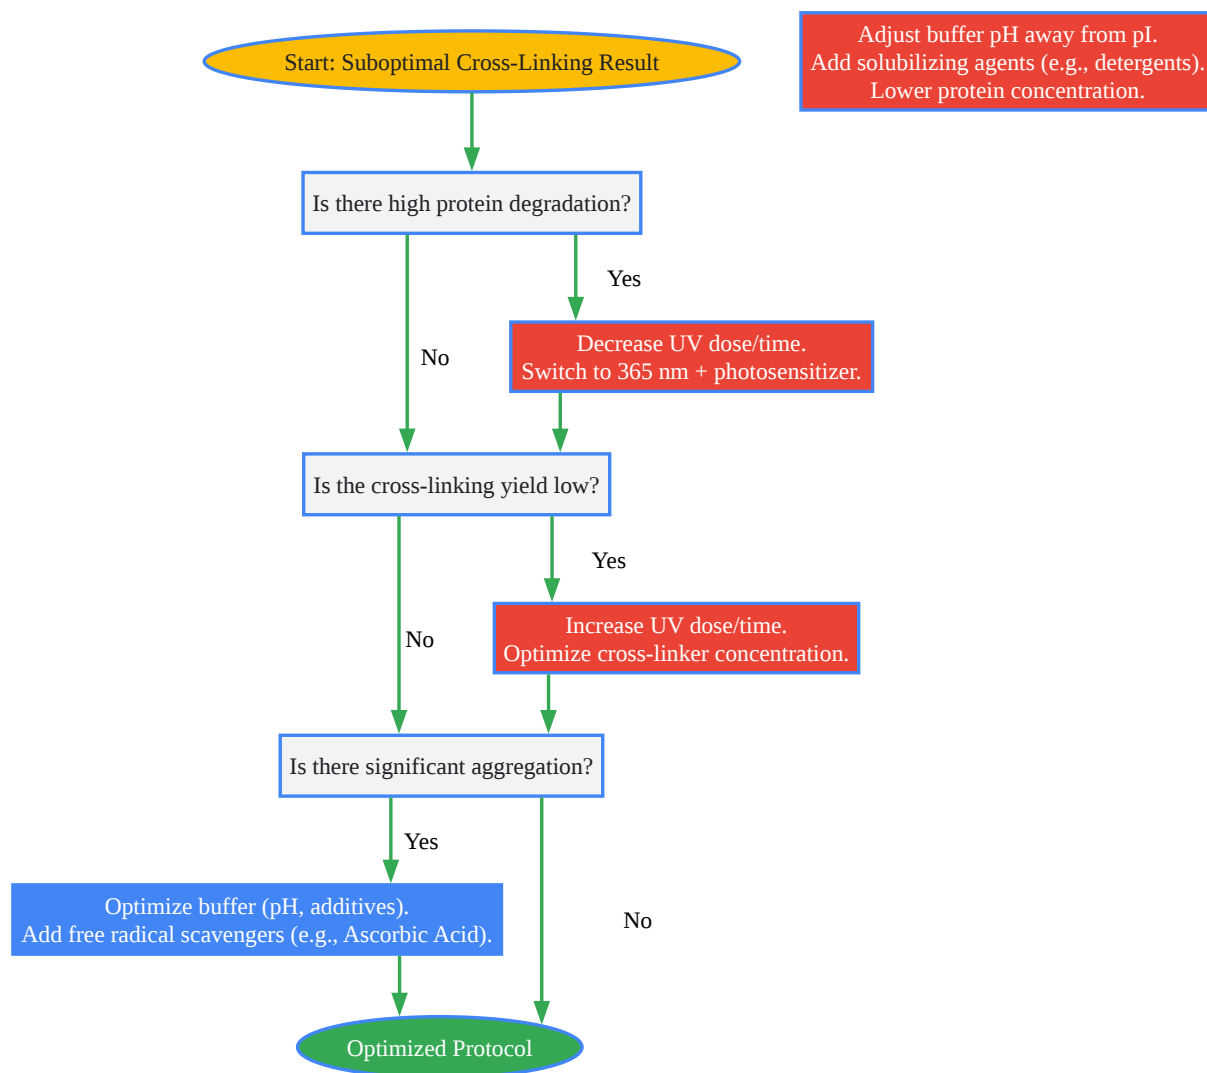 Start: Suboptimal Cross-Linking Result
Adjust buffer pH away from pI.
Add solubilizing agents (e.g., detergents).
Lower protein concentration.
Is there high protein degradation?
Yes
No
Decrease UV dose/time.
Switch to 365 nm + photosensitizer.
Is the cross-linking yield low?
Yes
No
Increase UV dose/time.
Optimize cross-linker concentration.
Is there significant aggregation?
Yes
Optimize buffer (pH, additives).
Add free radical scavengers (e.g., Ascorbic Acid).
No
Optimized Protocol